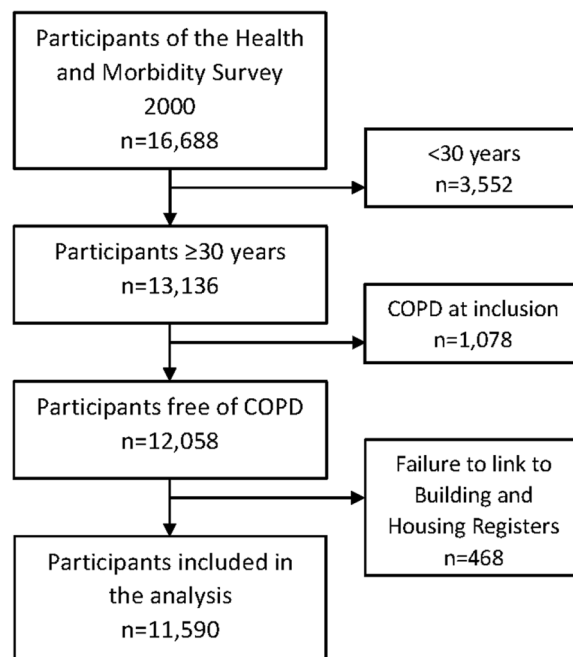 Participants of the Health
and Morbidity Survey
2000
n=16,688
<30 years
n=3,552
Participants ≥30 years
n=13,136
COPD at inclusion
n=1,078
Participants free of COPD
n=12,058
Failure to link to
Building and
Housing Registers
n=468
Participants included in
the analysis
n=11,590